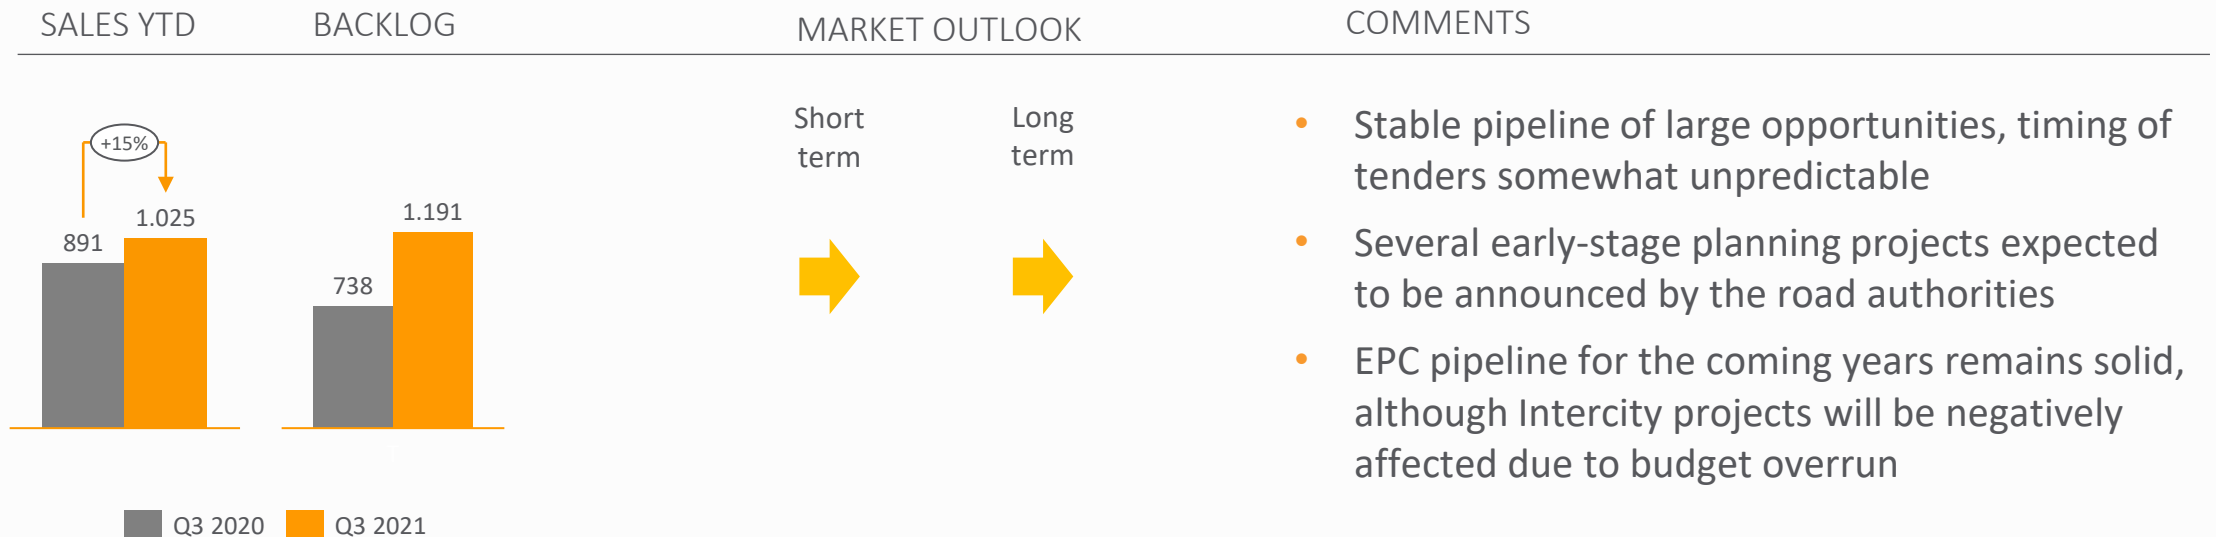 SALES YTD
BACKLOG
MARKET OUTLOOK
COMMENTS
+15%
891
1.025
738
1.191
Q3 2020
Q3 2021
Short
term
Long
term
• Stable pipeline of large opportunities, timing of
tenders somewhat unpredictable
• Several early-stage planning projects expected
to be announced by the road authorities
• EPC pipeline for the coming years remains solid,
although Intercity projects will be negatively
affected due to budget overrun